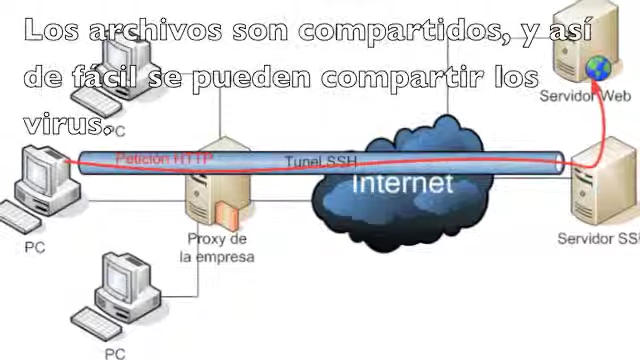 Los archivos son compartidos, y así
de fácil se pueden compartir los
virus.
Servidor Web
PC
Petición HTTP
Tunel SSH
Internet
PC
Proxy de
la empresa
Servidor SS
PC